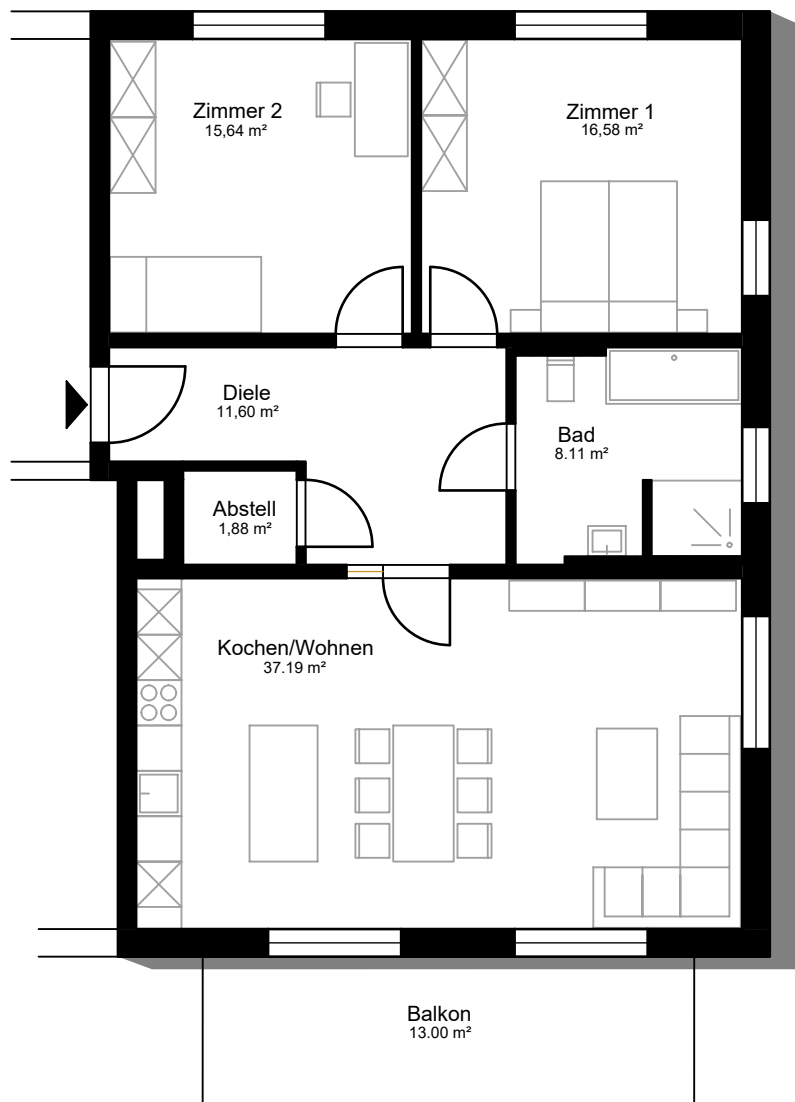 Zimmer 2
15,64 m²
Zimmer 1
16,58 m²
Diele
11,60 m²
Bad
8.11 m²
Abstell
1,88 m²
Kochen/Wohnen
37.19 m²
Balkon
13.00 m²